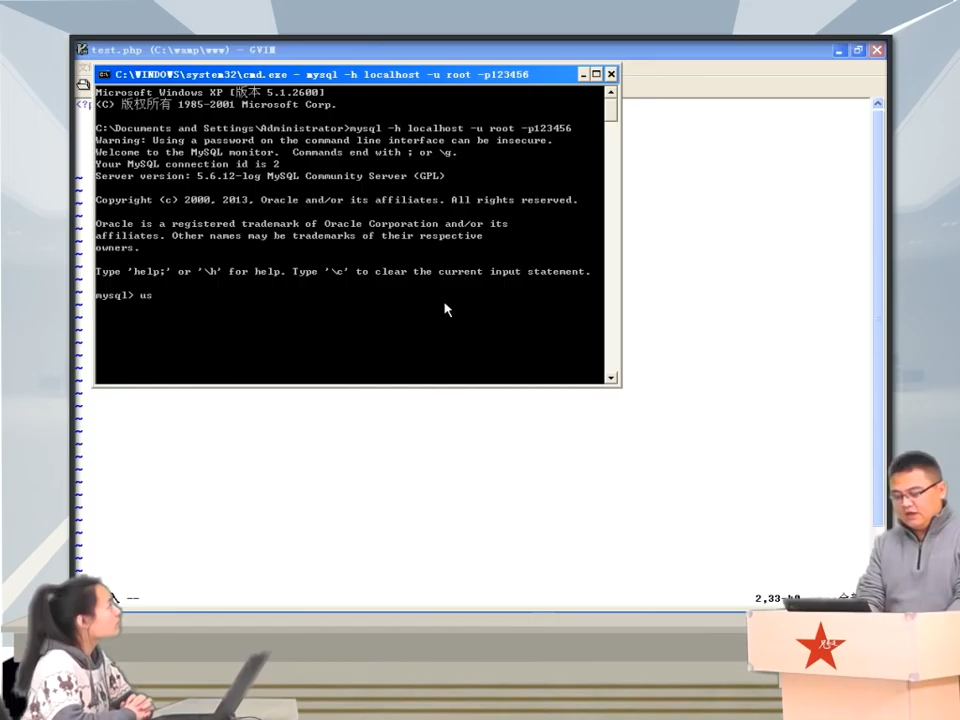 test.php (C:\wamp\www) - GVIM
C:\WINDOWS\system32\cmd.exe - mysql -h localhost -u root -p123456
Microsoft Windows XP [版本 5.1.2600]
(C) 版权所有 1985-2001 Microsoft Corp.
C:\Documents and Settings\Administrator>mysql -h localhost -u root -p123456
Warning: Using a password on the command line interface can be insecure.
Welcome to the MySQL monitor.  Commands end with ; or \g.
Your MySQL connection id is 2
Server version: 5.6.12-log MySQL Community Server (GPL)
Copyright (c) 2000, 2013, Oracle and/or its affiliates. All rights reserved.
Oracle is a registered trademark of Oracle Corporation and/or its
affiliates. Other names may be trademarks of their respective
owners.
Type 'help;' or '\h' for help. Type '\c' to clear the current input statement.
mysql> us